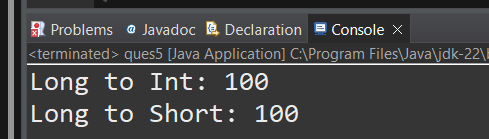 Problems @ Javadoc Declaration Console
<terminated> ques5 [Java Application] C:\Program Files\Java\jdk-22\
Long to Int: 100
Long to Short: 100